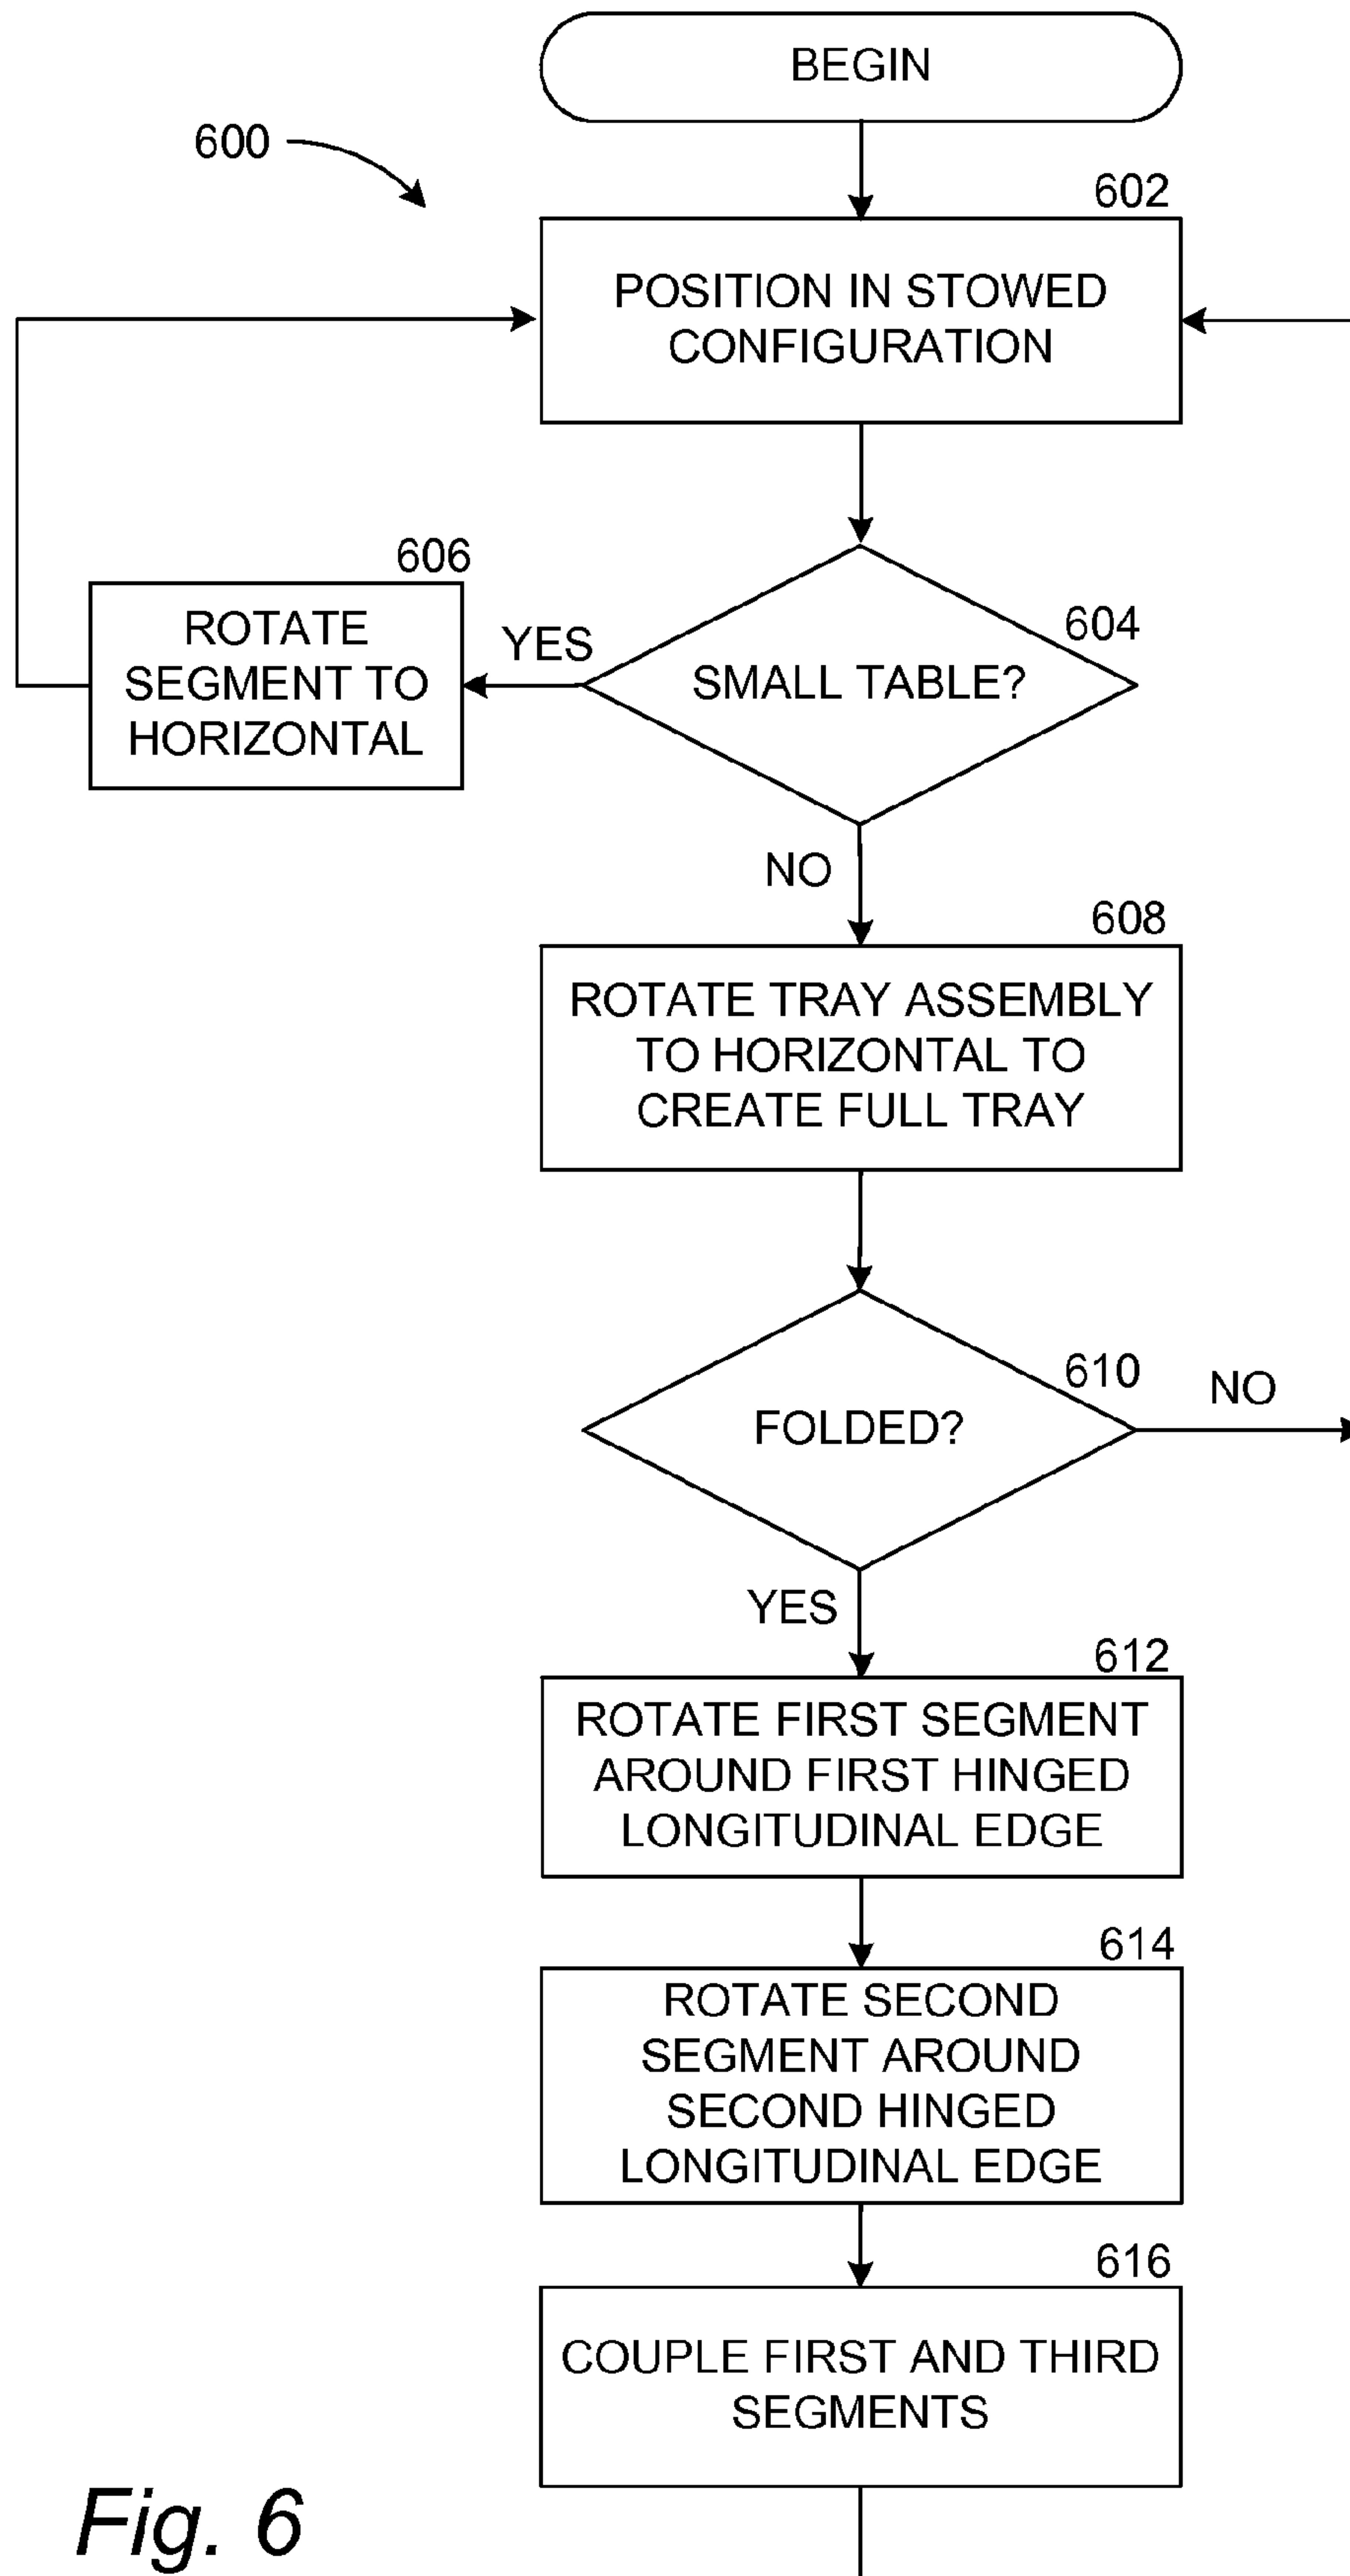 BEGIN
600
602
POSITION IN STOWED
CONFIGURATION
606
ROTATE
SEGMENT TO
HORIZONTAL
YES
604
SMALL TABLE?
NO
608
ROTATE TRAY ASSEMBLY
TO HORIZONTAL TO
CREATE FULL TRAY
610
FOLDED?
NO
YES
612
ROTATE FIRST SEGMENT
AROUND FIRST HINGED
LONGITUDINAL EDGE
614
ROTATE SECOND
SEGMENT AROUND
SECOND HINGED
LONGITUDINAL EDGE
616
COUPLE FIRST AND THIRD
SEGMENTS
Fig. 6